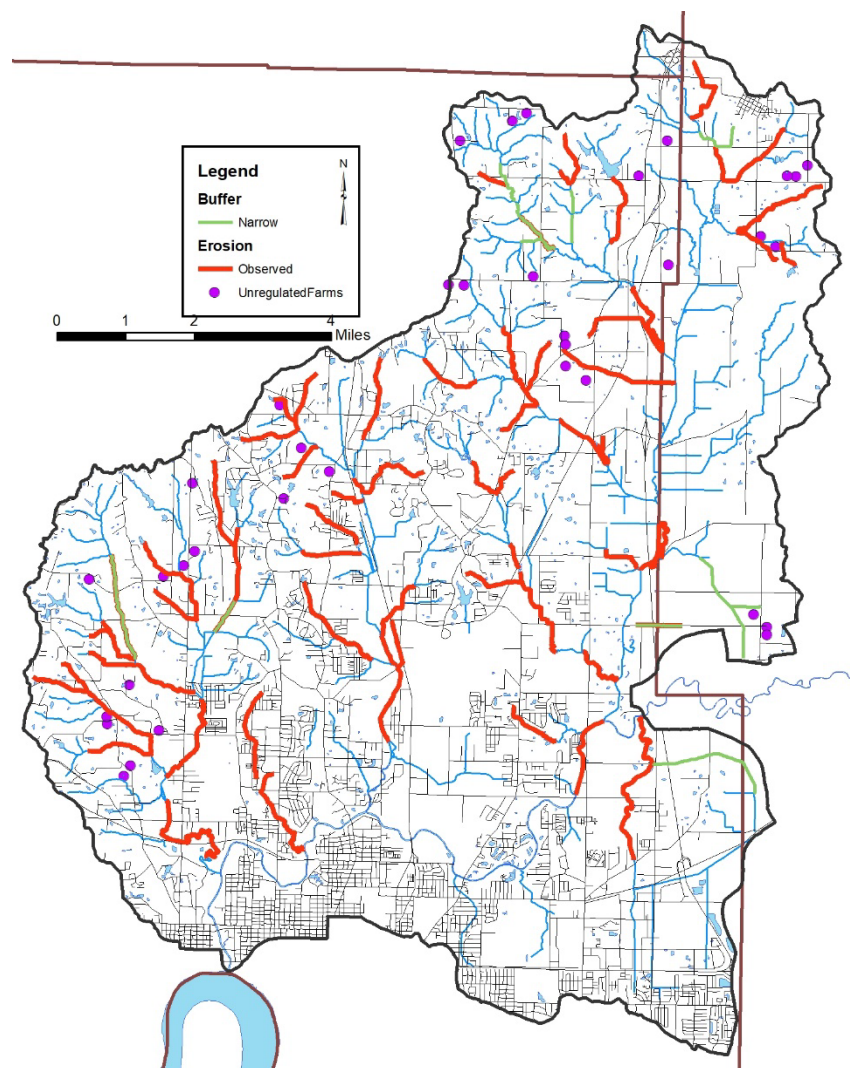 Legend
N
Buffer
Narrow
Erosion
Observed
UnregulatedFarms
0 1 2 4
Miles